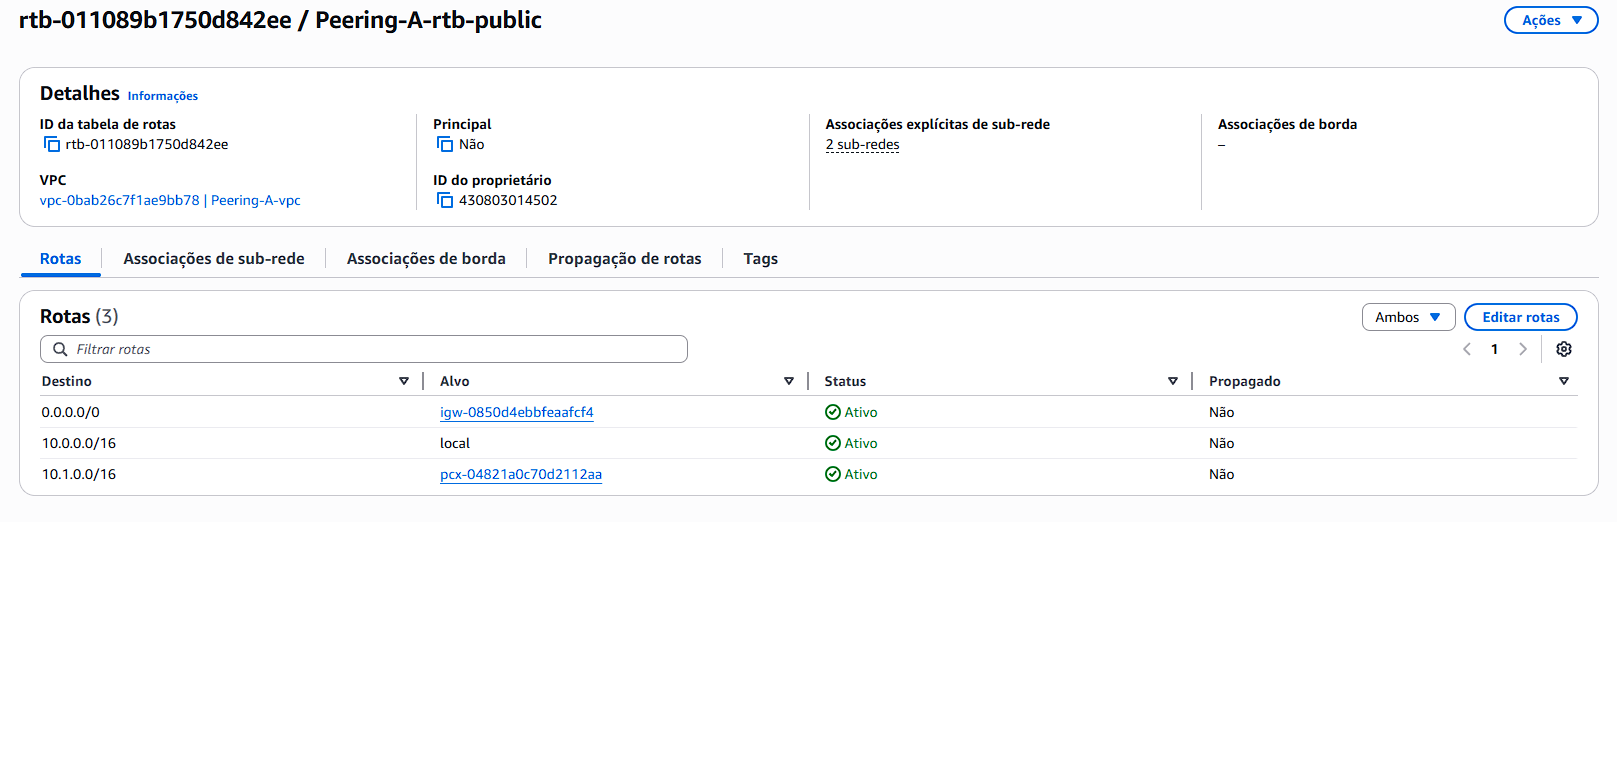 rtb-011089b1750d842ee / Peering-A-rtb-public
Ações
Detalhes Informações
ID da tabela de rotas
rtb-011089b1750d842ee
Principal
Não
Associações explícitas de sub-rede
2 sub-redes
Associações de borda
–
VPC
vpc-0bab26c7f1ae9bb78 | Peering-A-vpc
ID do proprietário
430803014502
Rotas
Associações de sub-rede
Associações de borda
Propagação de rotas
Tags
Rotas (3)
Ambos
Editar rotas
Filtrar rotas
1
Destino Alvo Status Propagado
0.0.0.0/0 igw-0850d4ebbfeaafcf4 Ativo Não
10.0.0.0/16 local Ativo Não
10.1.0.0/16 pcx-04821a0c70d2112aa Ativo Não